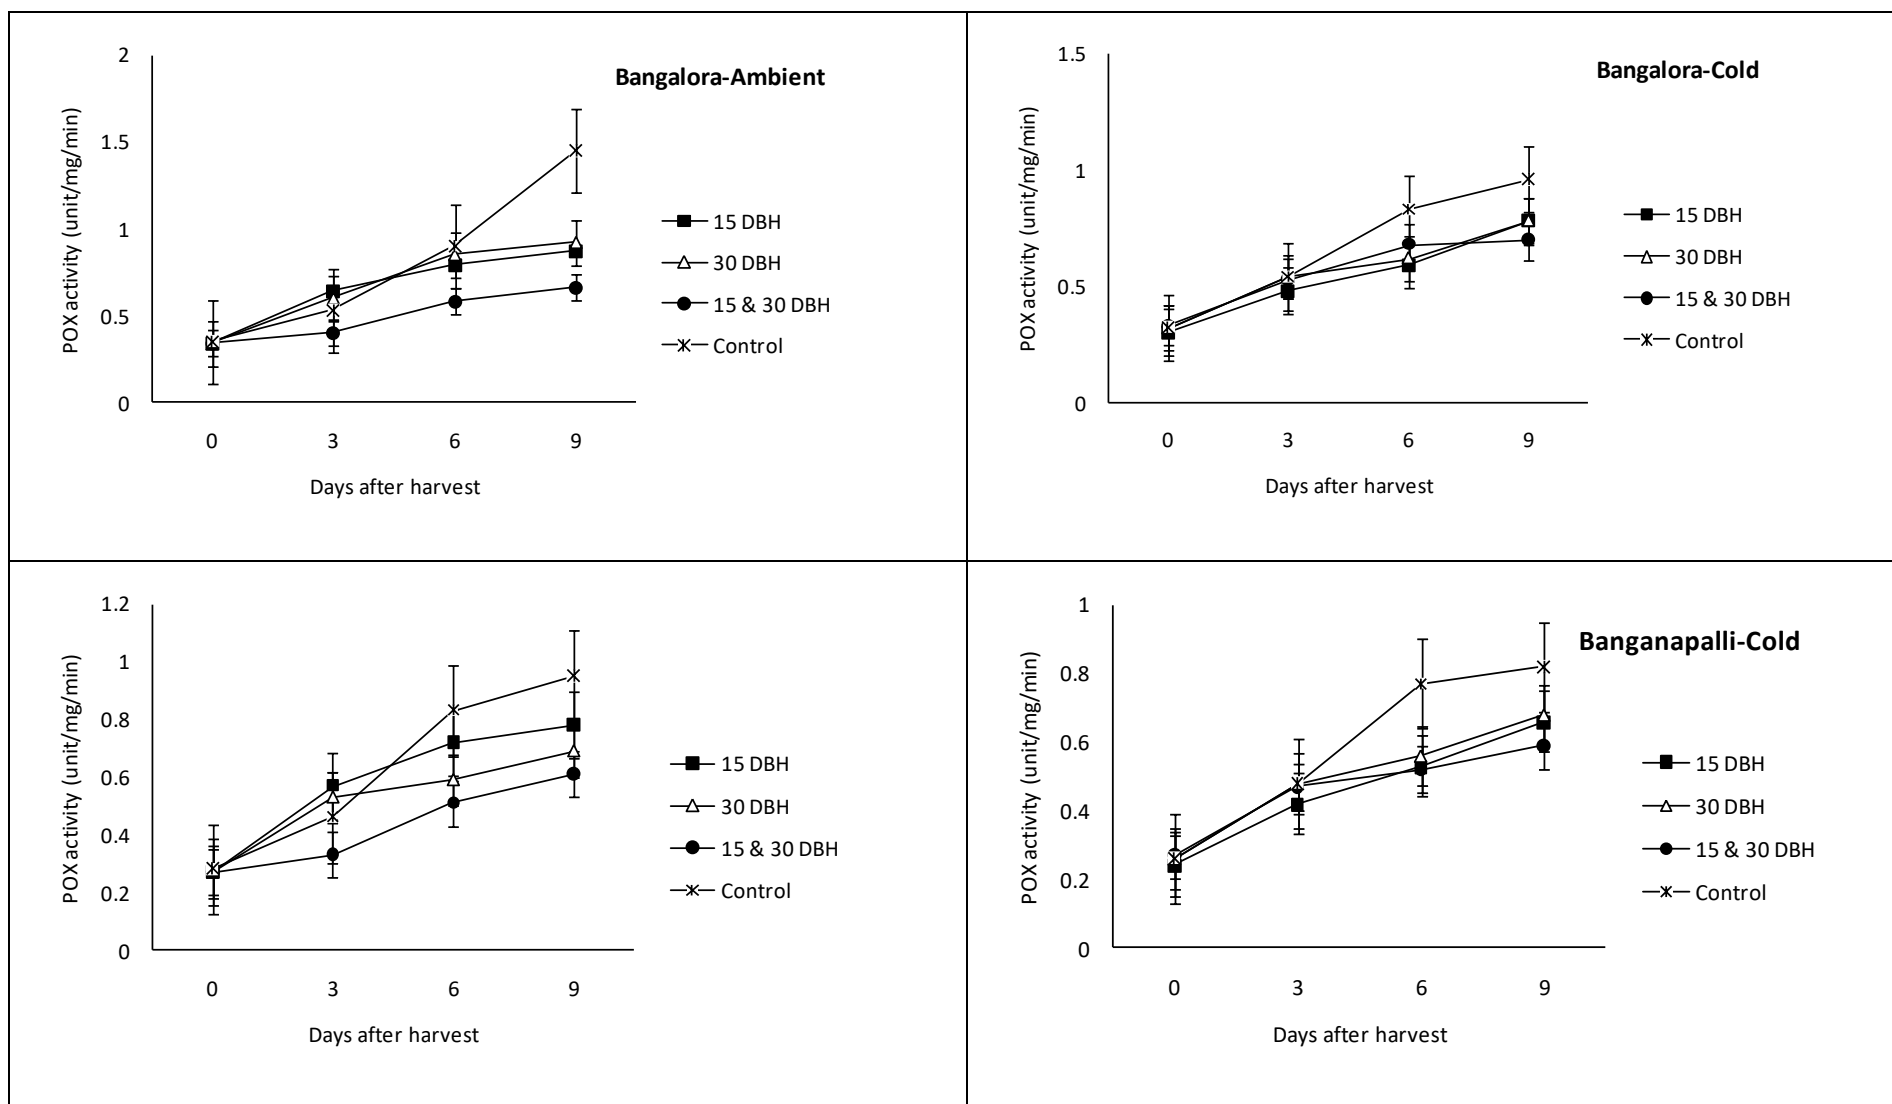 Bangalora-Ambient
POX activity (unit/mg/min)
2
1.5
1
0.5
0
0 3 6 9
Days after harvest
15 DBH
30 DBH
15 & 30 DBH
Control
Bangalora-Cold
POX activity (unit/mg/min)
1.5
1
0.5
0
0 3 6 9
Days after harvest
15 DBH
30 DBH
15 & 30 DBH
Control
POX activity (unit/mg/min)
1.2
1
0.8
0.6
0.4
0.2
0
0 3 6 9
Days after harvest
15 DBH
30 DBH
15 & 30 DBH
Control
Banganapalli-Cold
POX activity (unit/mg/min)
1
0.8
0.6
0.4
0.2
0
0 3 6 9
Days after harvest
15 DBH
30 DBH
15 & 30 DBH
Control